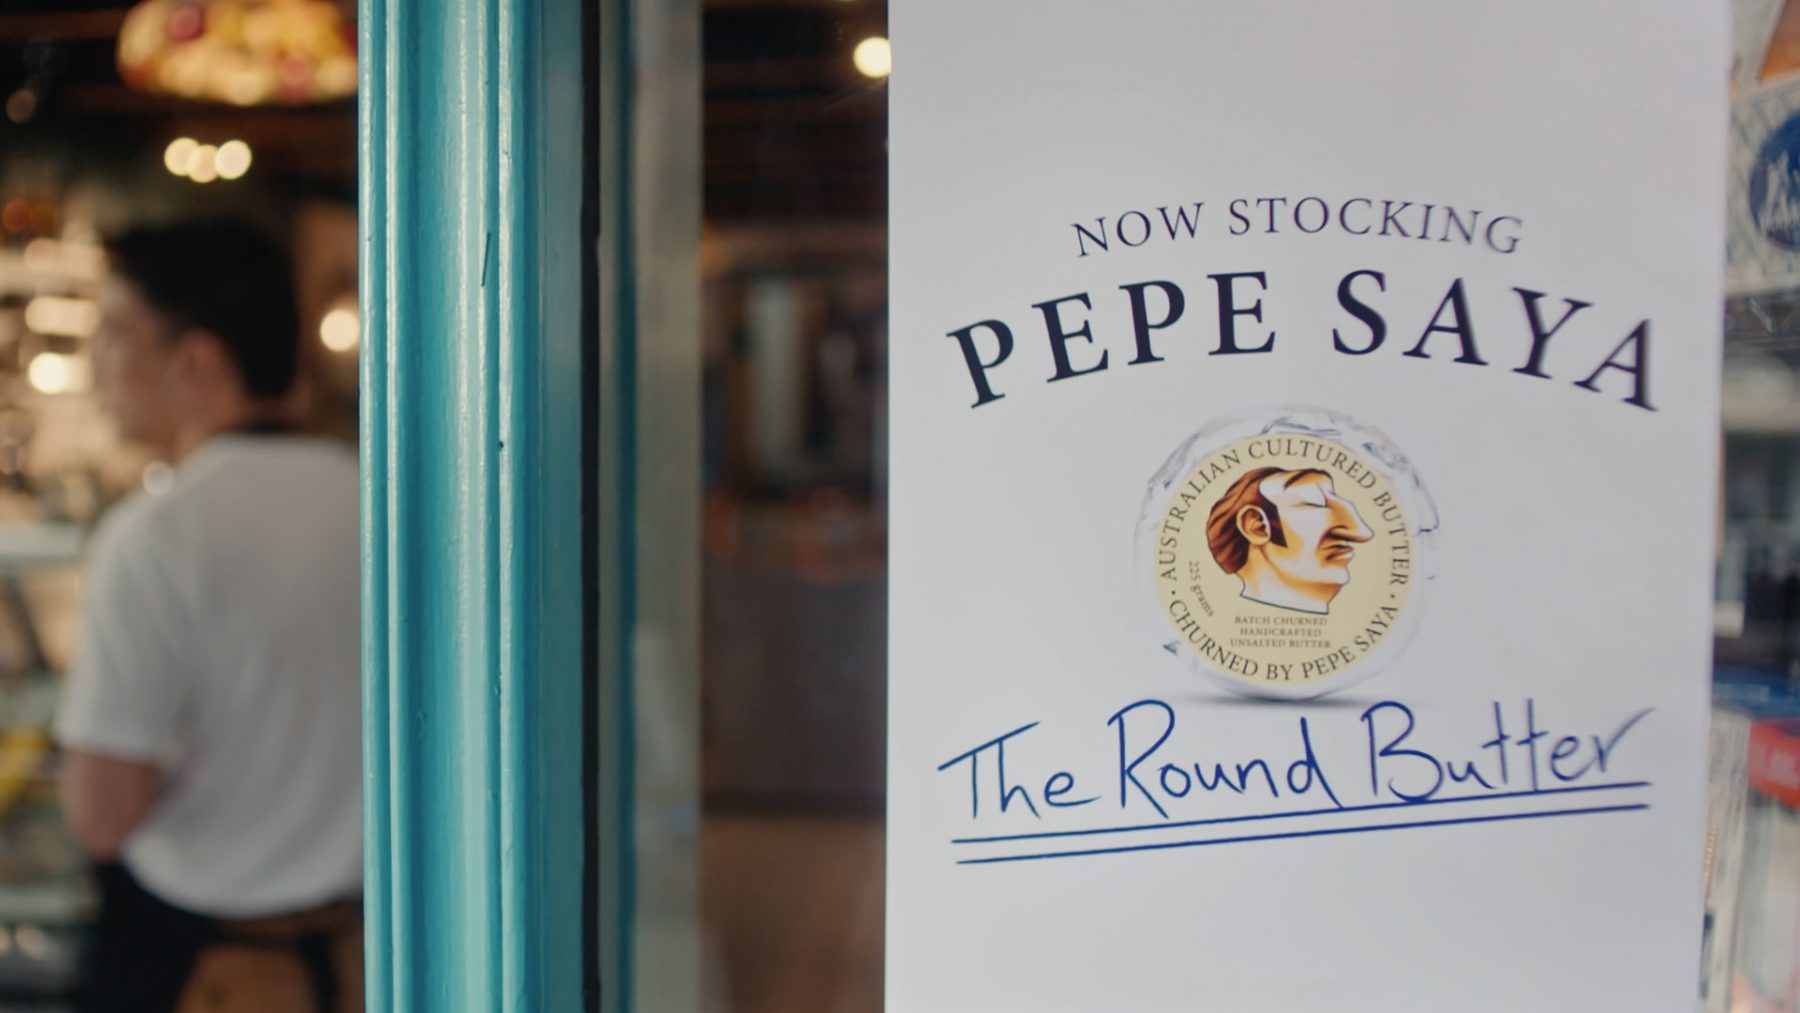 NOW STOCKING
PEPE SAYA
· AUSTRALIAN CULTURED BUTTER ·
225 grams
BATCH CHURNED
HANDCRAFTED
UNSALTED BUTTER
CHURNED BY PEPE SAYA
The Round Butter